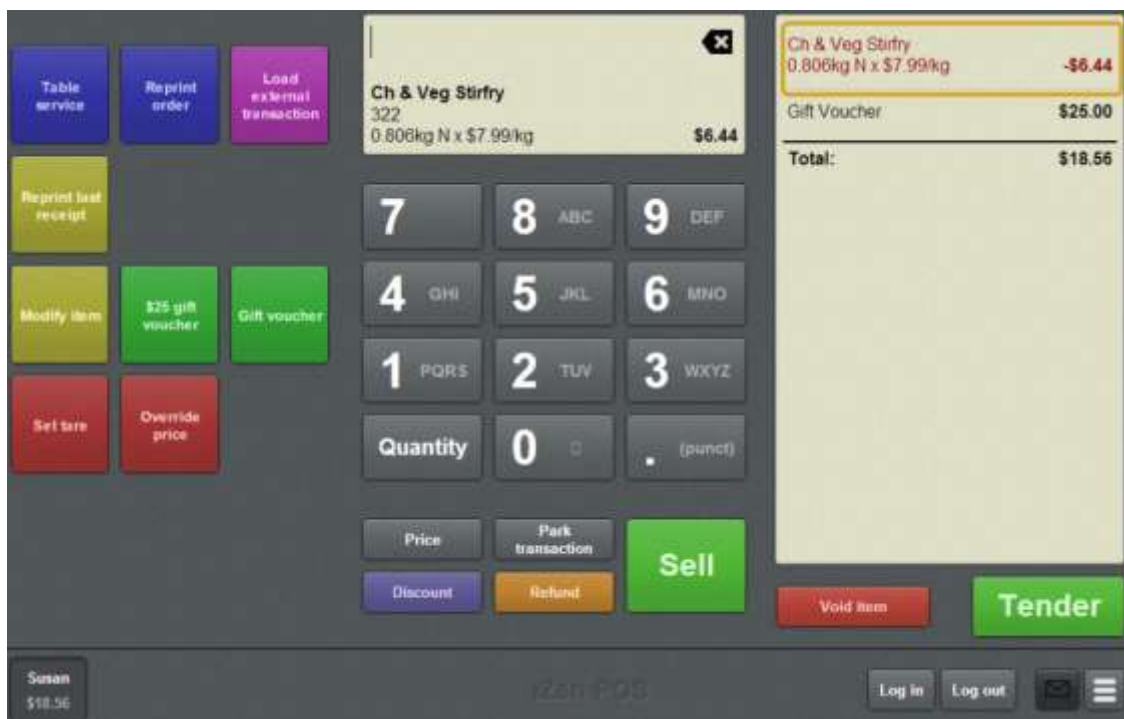 Table
service
Reprint
order
Load
external
transaction
Reprint last
receipt
Modify item
$25 gift
voucher
Gift voucher
Set tare
Override
price
Ch & Veg Stirfry
322
0.806kg N x $7.99/kg $6.44
7
8 ABC
9 DEF
4 GHI
5 JKL
6 MNO
1 PQRS
2 TUV
3 WXYZ
Quantity
0
. (punct)
Price
Park
transaction
Discount
Refund
Sell
Ch & Veg Stirfry
0.806kg N x $7.99/kg -$6.44
Gift Voucher $25.00
Total: $18.56
Void item
Tender
Susan
$18.56
Log in
Log out